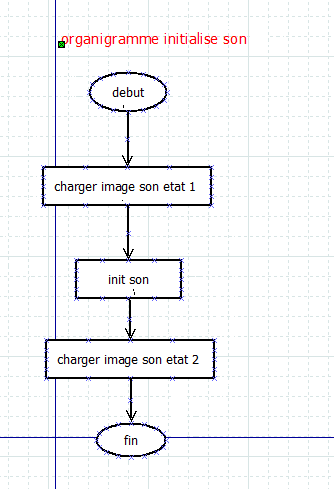 organigramme initialise son
debut
charger image son etat 1
init son
charger image son etat 2
fin